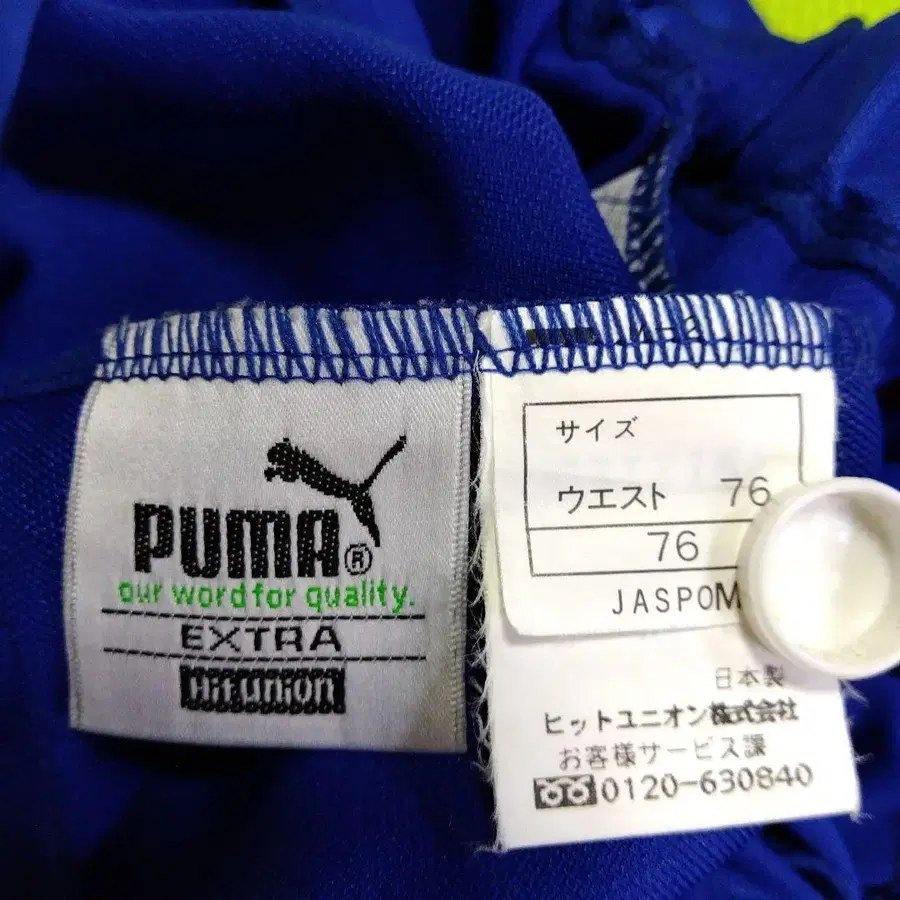 PUMA®
our word for quality.
EXTRA
Hit union
サイズ
ウエスト 76
76
JASPOM
日本製
ヒットユニオン株式会社
お客様サービス課
0120-630840